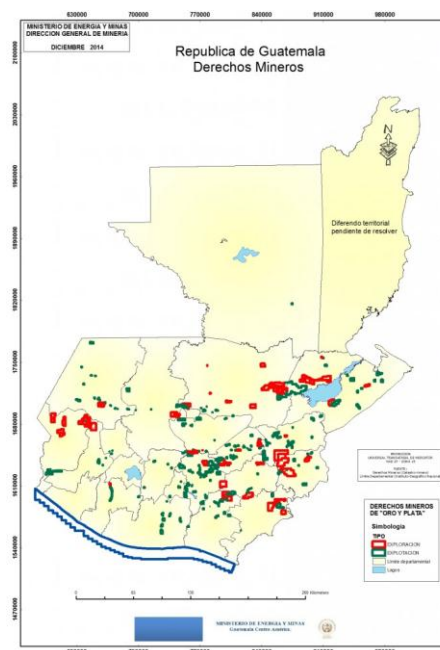 MINISTERIO DE ENERGIA Y MINAS
DIRECCION GENERAL DE MINERIA
DICIEMBRE 2014
630000 700000 770000 840000 910000 980000
Republica de Guatemala
Derechos Mineros
2100000
2030000
1960000
1890000
1820000
1750000
1680000
1610000
1540000
1470000
N
Diferendo territorial
pendiente de resolver
DERECHOS MINEROS
DE "ORO Y PLATA"
Simbologia
TIPO
EXPLORACION
EXPLOTACION
Limite departamental
Lagos
MINISTERIO DE ENERGIA Y MINAS
Guatemala Centro América.